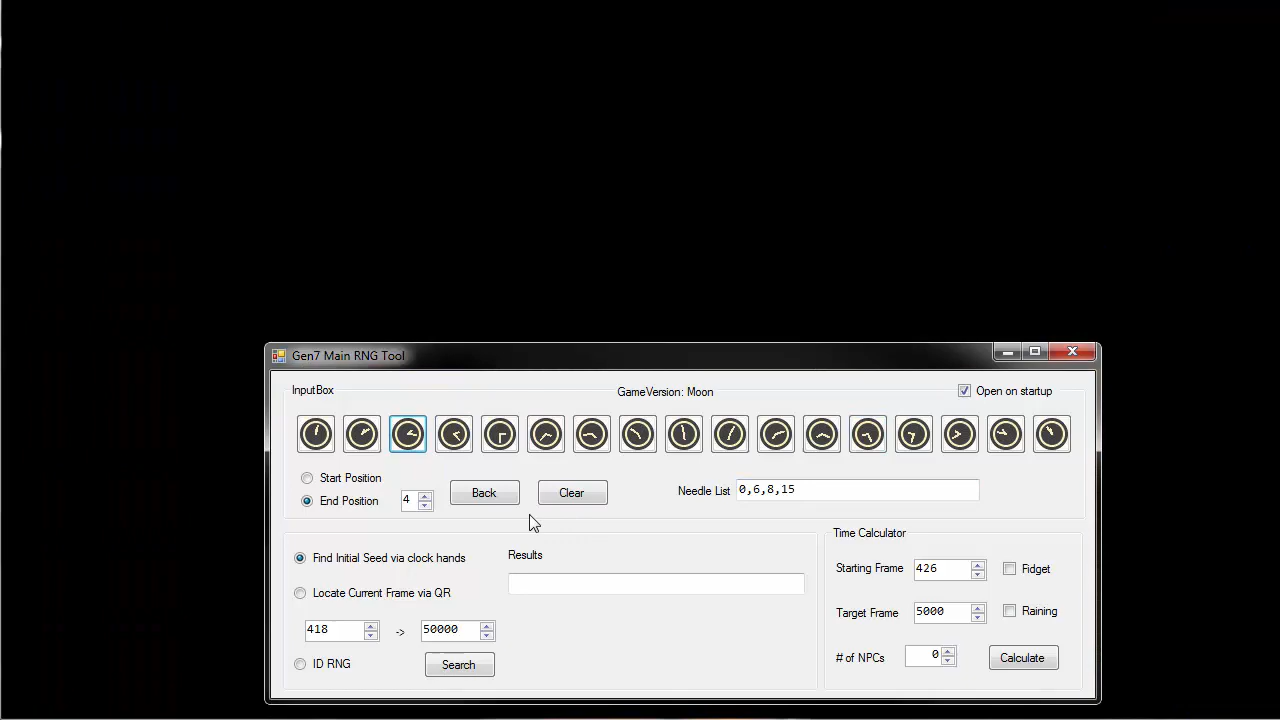 Gen7 Main RNG Tool
InputBox
GameVersion: Moon
Open on startup
Start Position
End Position
4
Back
Clear
Needle List
0,6,8,15
Find Initial Seed via clock hands
Results
Locate Current Frame via QR
418
->
50000
ID RNG
Search
Time Calculator
Starting Frame
426
Fidget
Target Frame
5000
Raining
# of NPCs
0
Calculate